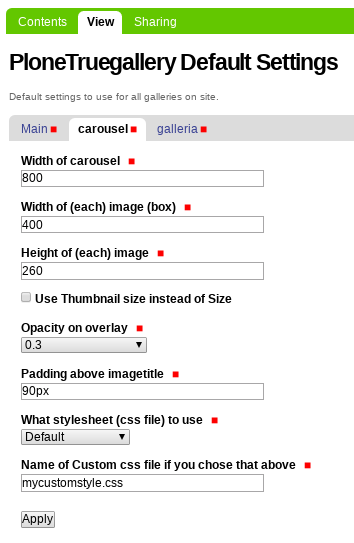 Contents View Sharing
PloneTruegallery Default Settings
Default settings to use for all galleries on site.
Main carousel galleria
Width of carousel
800
Width of (each) image (box)
400
Height of (each) image
260
Use Thumbnail size instead of Size
Opacity on overlay
0.3
Padding above imagetitle
90px
What stylesheet (css file) to use
Default
Name of Custom css file if you chose that above
mycustomstyle.css
Apply